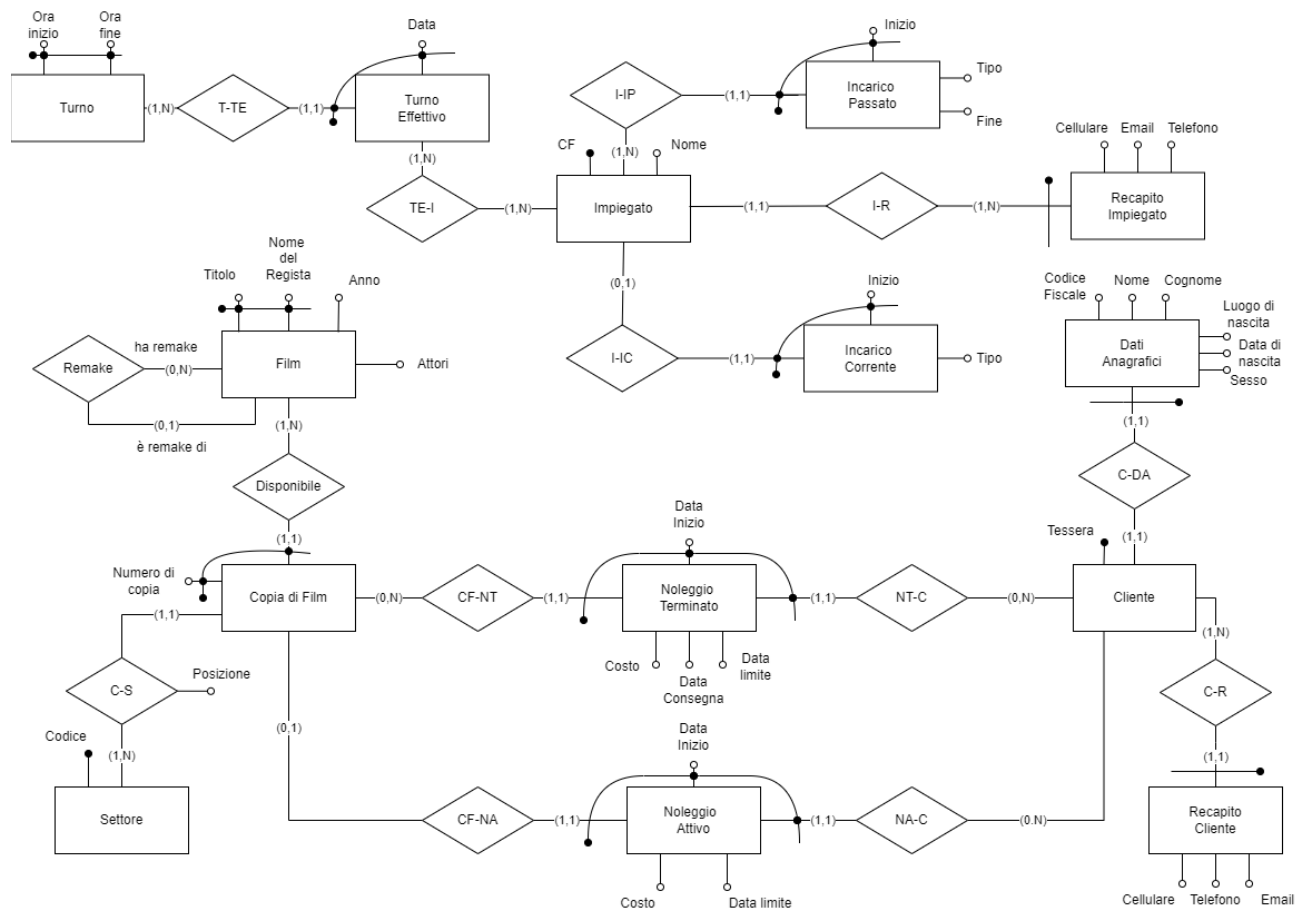 Ora
inizio
Ora
fine
Data
Inizio
Turno
(1,N)
T-TE
(1,1)
Turno
Effettivo
I-IP
(1,1)
Incarico
Passato
Tipo
Fine
(1,N)
(1,N)
CF
Nome
Cellulare
Email
Telefono
TE-I
(1,N)
Impiegato
(1,1)
I-R
(1,N)
Recapito
Impiegato
Titolo
Nome
del
Regista
Anno
(0,1)
Inizio
Codice
Fiscale
Nome
Cognome
Luogo di
nascita
Data di
nascita
Sesso
Remake
ha remake
(0,N)
Film
Attori
I-IC
(1,1)
Incarico
Corrente
Tipo
Dati
Anagrafici
(0,1)
è remake di
(1,N)
(1,1)
Disponibile
C-DA
Data
Inizio
(1,1)
Tessera
(1,1)
Numero di
copia
Copia di Film
(0,N)
CF-NT
(1,1)
Noleggio
Terminato
(1,1)
NT-C
(0,N)
Cliente
(1,1)
(1,N)
Costo
Data
Consegna
Data
limite
C-S
Posizione
C-R
(0,1)
Data
Inizio
Codice
(1,N)
(1,1)
Settore
CF-NA
(1,1)
Noleggio
Attivo
(1,1)
NA-C
(0.N)
Recapito
Cliente
Costo
Data limite
Cellulare
Telefono
Email